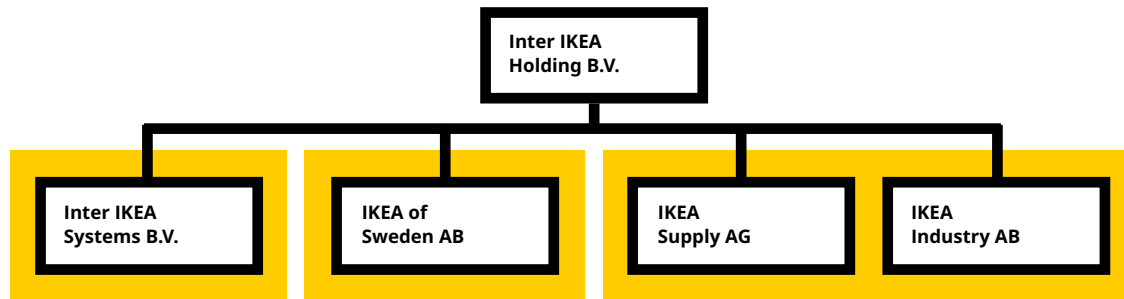 Inter IKEA
Holding B.V.
Inter IKEA
Systems B.V.
IKEA of
Sweden AB
IKEA
Supply AG
IKEA
Industry AB